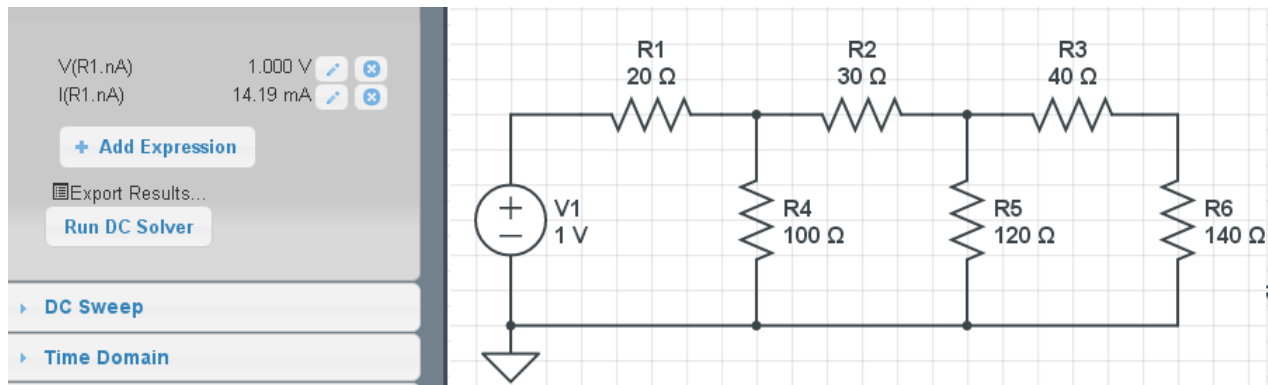 V(R1.nA) 1.000 V
I(R1.nA) 14.19 mA
+ Add Expression
Export Results...
Run DC Solver
DC Sweep
Time Domain
R1
20 Ω
R2
30 Ω
R3
40 Ω
V1
1 V
R4
100 Ω
R5
120 Ω
R6
140 Ω